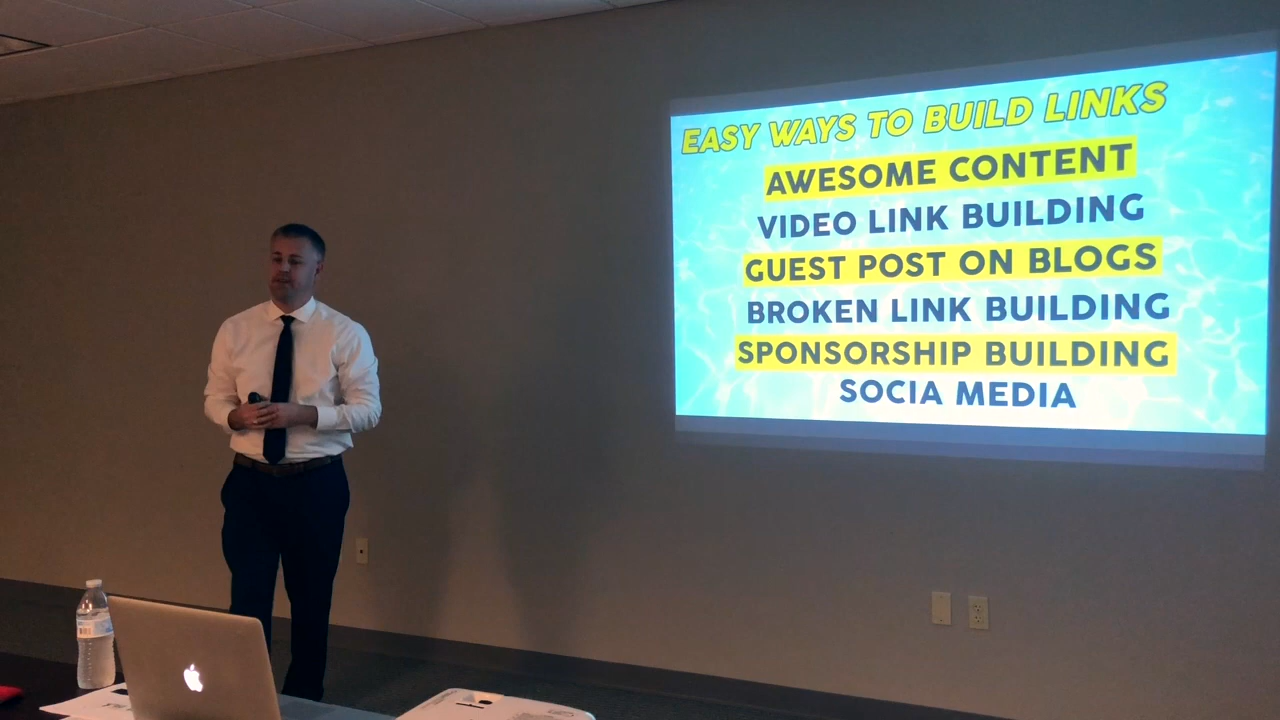 EASY WAYS TO BUILD LINKS
AWESOME CONTENT
VIDEO LINK BUILDING
GUEST POST ON BLOGS
BROKEN LINK BUILDING
SPONSORSHIP BUILDING
SOCIA MEDIA